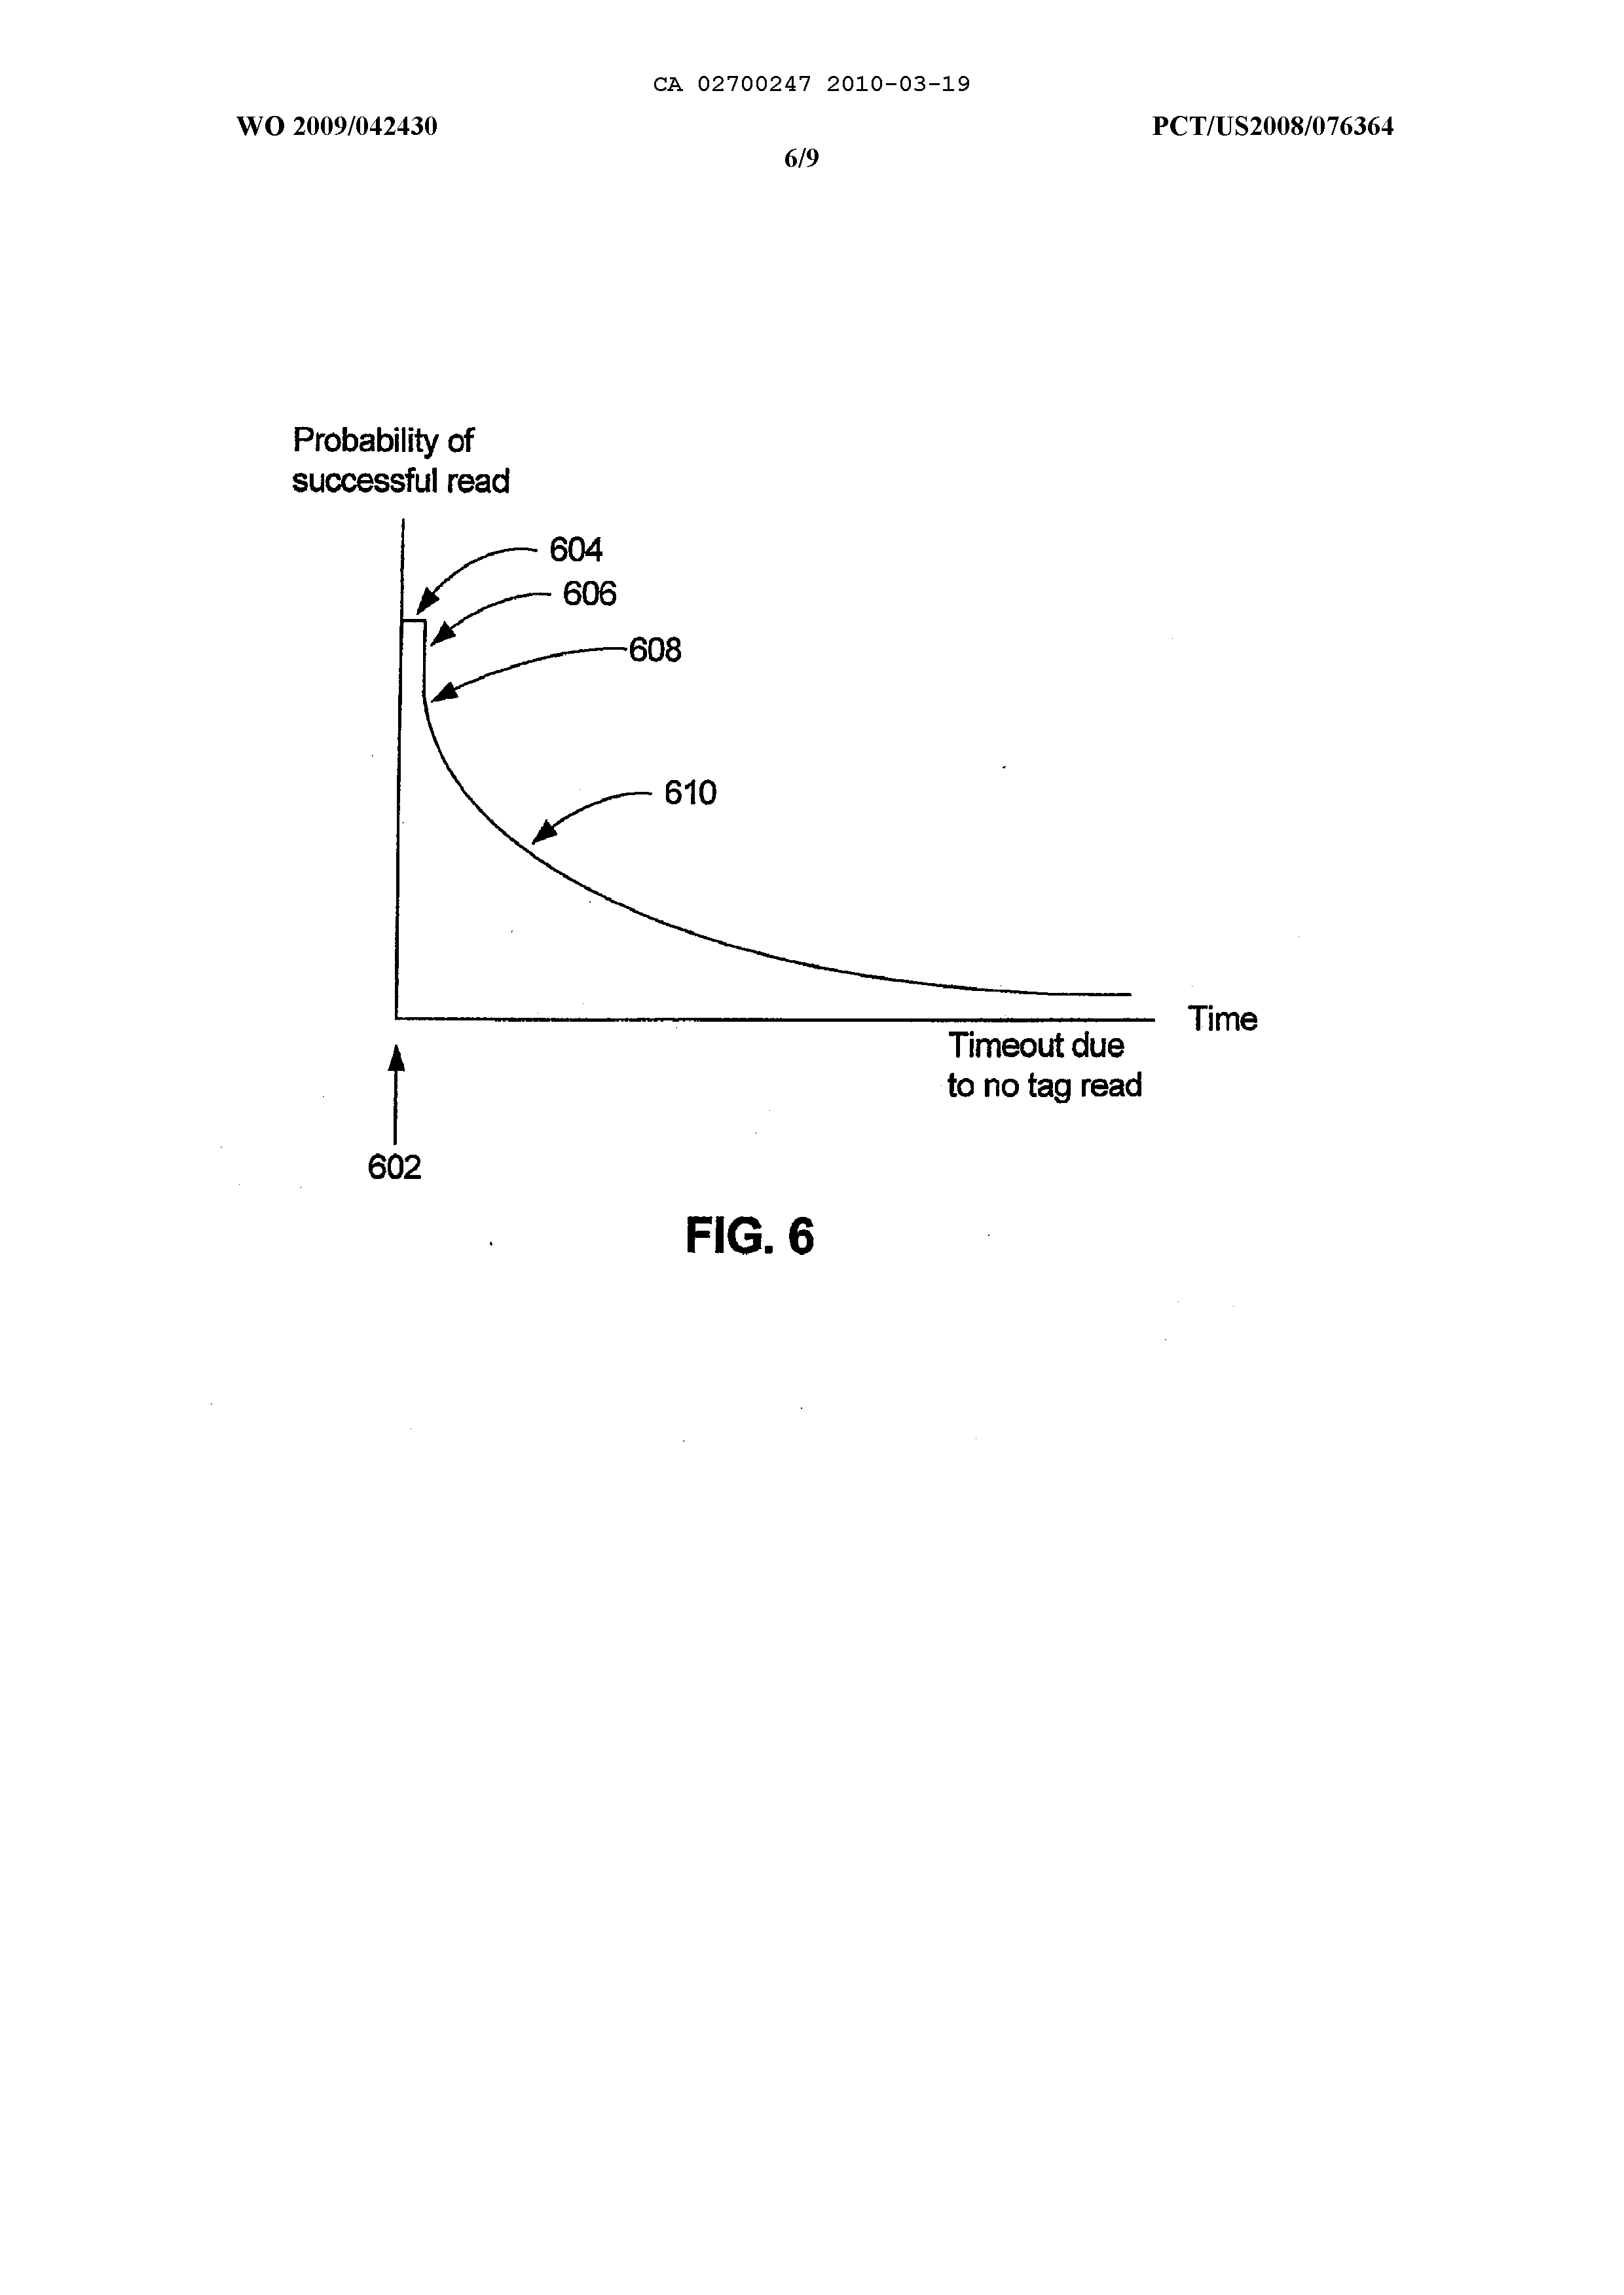 CA 02700247 2010-03-19
WO 2009/042430 PCT/US2008/076364
6/9
Probability of
successful read
604
606
608
610
Time
Timeout due
to no tag read
602
FIG. 6